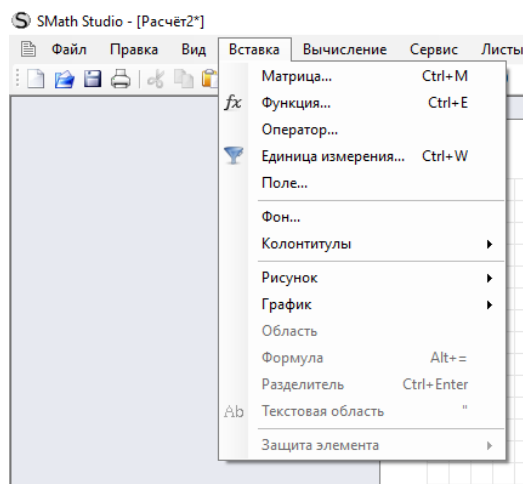 SMath Studio - [Расчёт2*]
Файл Правка Вид Вставка Вычисление Сервис Листы
Матрица... Ctrl+M
fx Функция... Ctrl+E
Оператор...
Единица измерения... Ctrl+W
Поле...
Фон...
Колонтитулы
Рисунок
График
Область
Формула Alt+=
Разделитель Ctrl+Enter
Ab Текстовая область "
Защита элемента